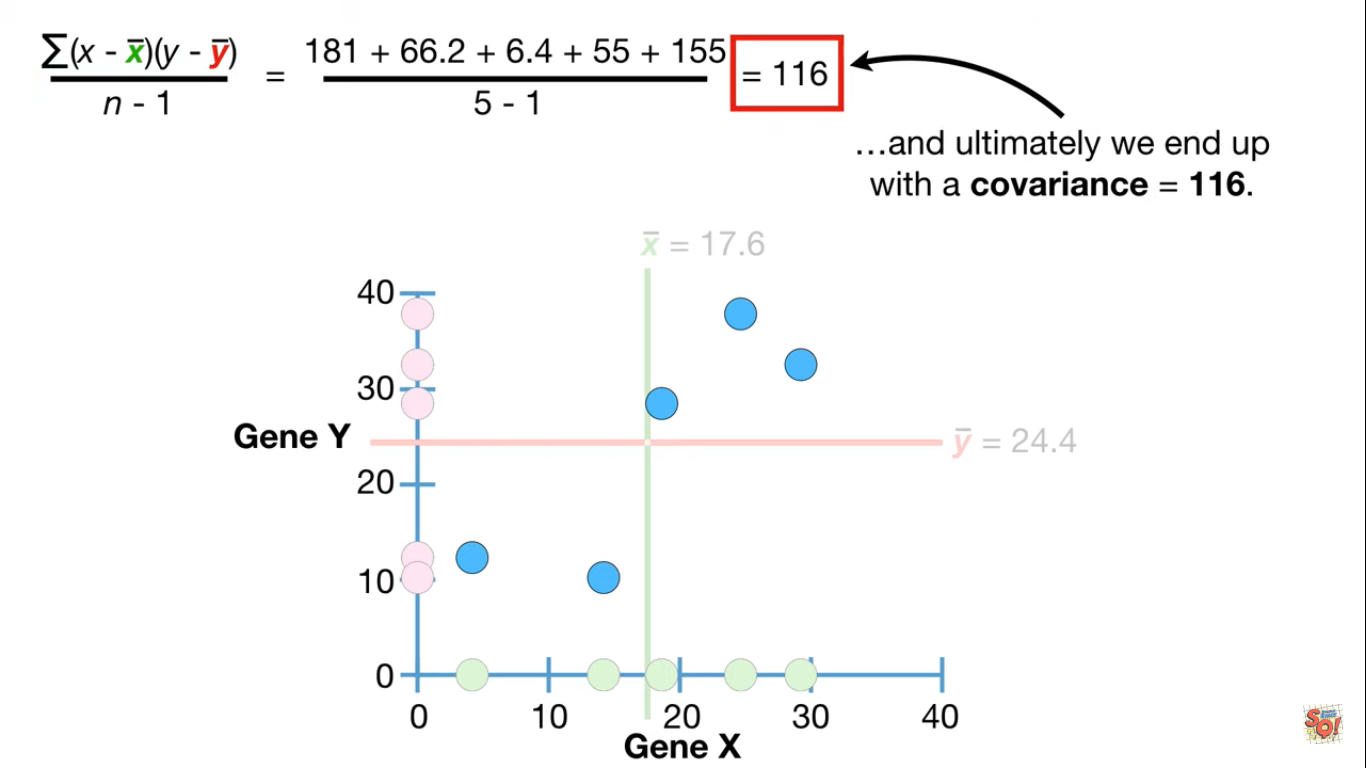 ∑(x - x̄)(y - ȳ)
n - 1
=
181 + 66.2 + 6.4 + 55 + 155
5 - 1
= 116
…and ultimately we end up
with a covariance = 116.
x̄ = 17.6
40
30
Gene Y
ȳ = 24.4
20
10
0
0 10 20 30 40
Gene X
SQ!